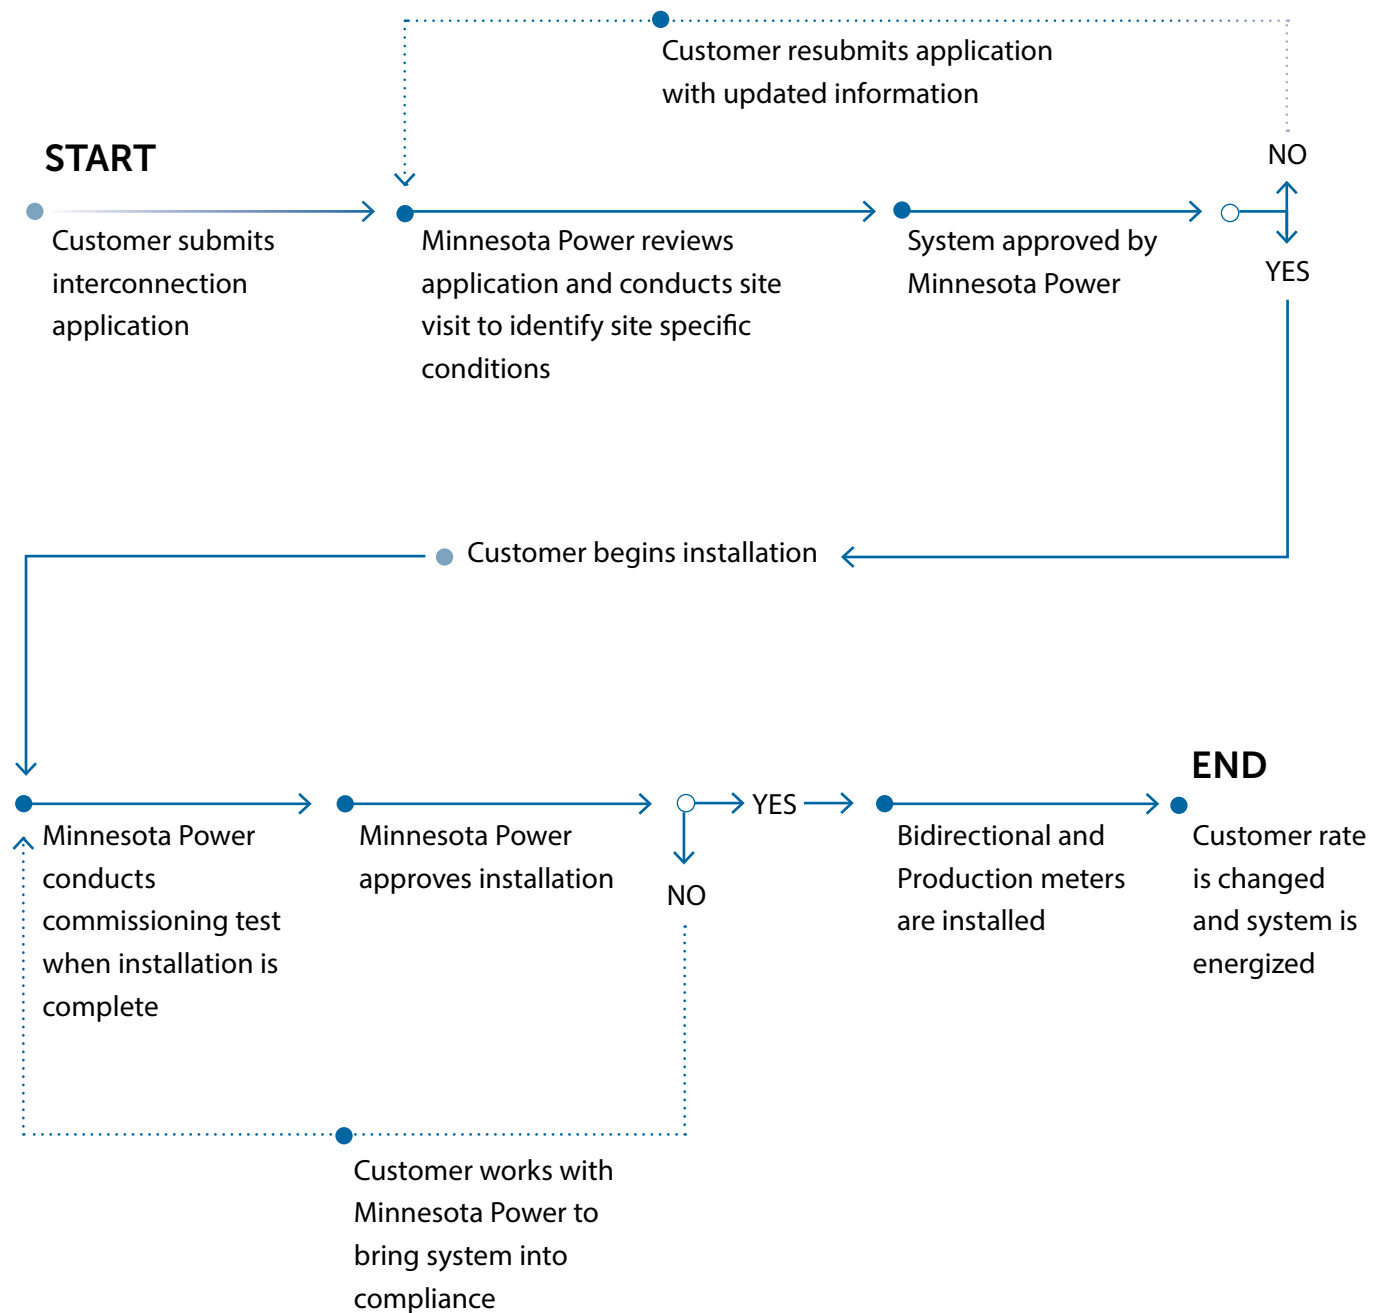 Customer resubmits application
with updated information
START
NO
Customer submits
interconnection
application
Minnesota Power reviews
application and conducts site
visit to identify site specific
conditions
System approved by
Minnesota Power
YES
Customer begins installation
END
Minnesota Power
conducts
commissioning test
when installation is
complete
Minnesota Power
approves installation
YES
NO
Bidirectional and
Production meters
are installed
Customer rate
is changed
and system is
energized
Customer works with
Minnesota Power to
bring system into
compliance